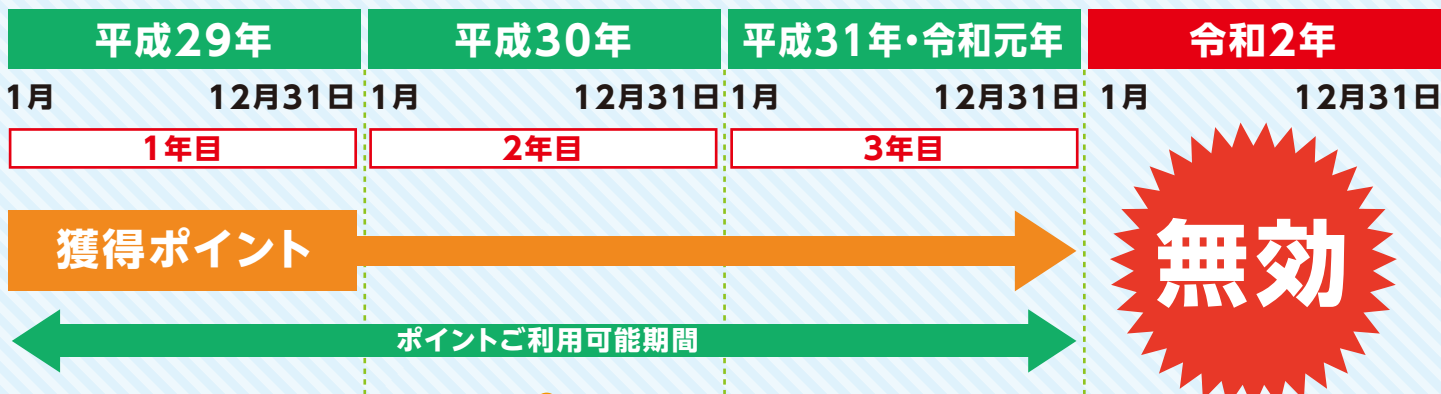 平成29年 平成30年 平成31年・令和元年 令和2年
1月 12月31日 1月 12月31日 1月 12月31日 1月 12月31日
1年目 2年目 3年目
獲得ポイント
無効
ポイントご利用可能期間